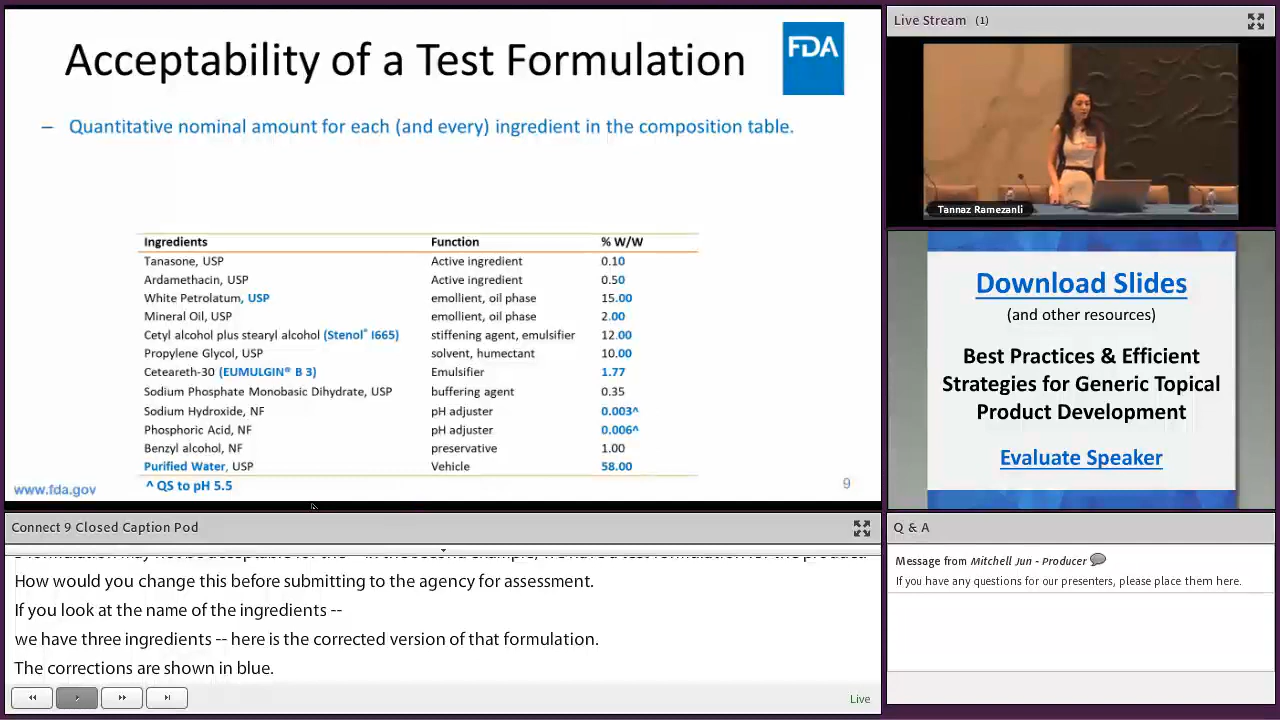 Acceptability of a Test Formulation
FDA
– Quantitative nominal amount for each (and every) ingredient in the composition table.
Ingredients Function % W/W
Tanasone, USP Active ingredient 0.10
Ardamethacin, USP Active ingredient 0.50
White Petrolatum, USP emollient, oil phase 15.00
Mineral Oil, USP emollient, oil phase 2.00
Cetyl alcohol plus stearyl alcohol (Stenol® I665) stiffening agent, emulsifier 12.00
Propylene Glycol, USP solvent, humectant 10.00
Ceteareth-30 (EUMULGIN® B 3) Emulsifier 1.77
Sodium Phosphate Monobasic Dihydrate, USP buffering agent 0.35
Sodium Hydroxide, NF pH adjuster 0.003^
Phosphoric Acid, NF pH adjuster 0.006^
Benzyl alcohol, NF preservative 1.00
Purified Water, USP Vehicle 58.00
^ QS to pH 5.5
www.fda.gov
9
Live Stream (1)
Tannaz Ramezanli
Download Slides
(and other resources)
Best Practices & Efficient
Strategies for Generic Topical
Product Development
Evaluate Speaker
Connect 9 Closed Caption Pod
How would you change this before submitting to the agency for assessment.
If you look at the name of the ingredients --
we have three ingredients -- here is the corrected version of that formulation.
The corrections are shown in blue.
Live
Q & A
Message from Mitchell Jun - Producer
If you have any questions for our presenters, please place them here.